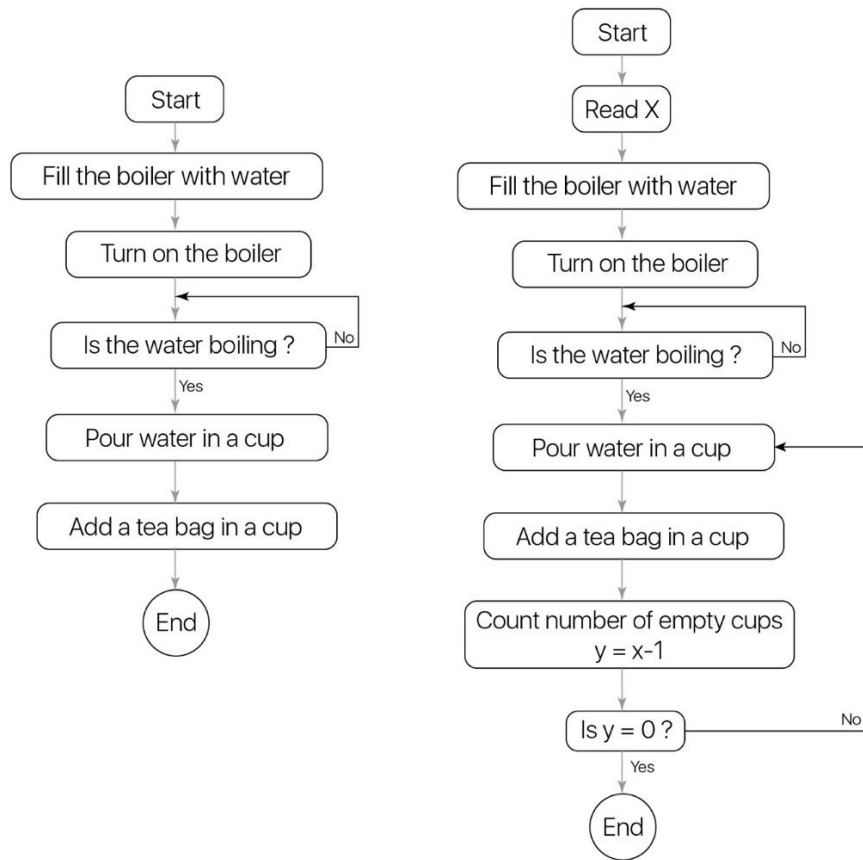 Start
Fill the boiler with water
Turn on the boiler
Is the water boiling ?
No
Yes
Pour water in a cup
Add a tea bag in a cup
End
Start
Read X
Fill the boiler with water
Turn on the boiler
Is the water boiling ?
No
Yes
Pour water in a cup
Add a tea bag in a cup
Count number of empty cups
y = x-1
Is y = 0 ?
No
Yes
End